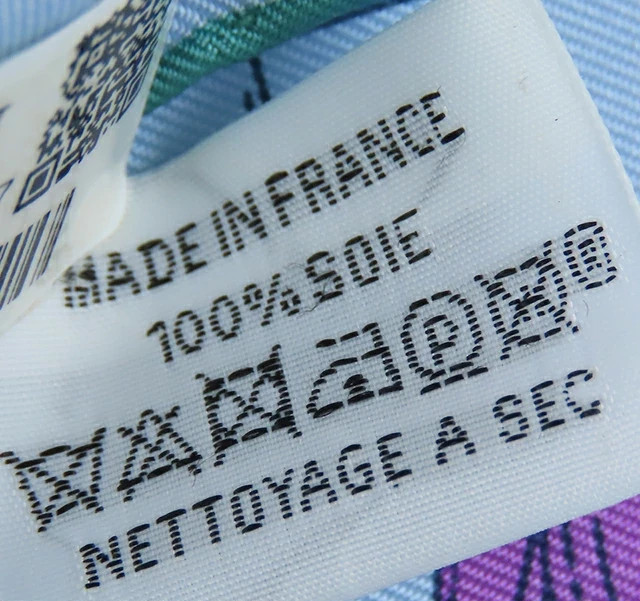 MADE IN FRANCE
100% SOIE
NETTOYAGE A SEC